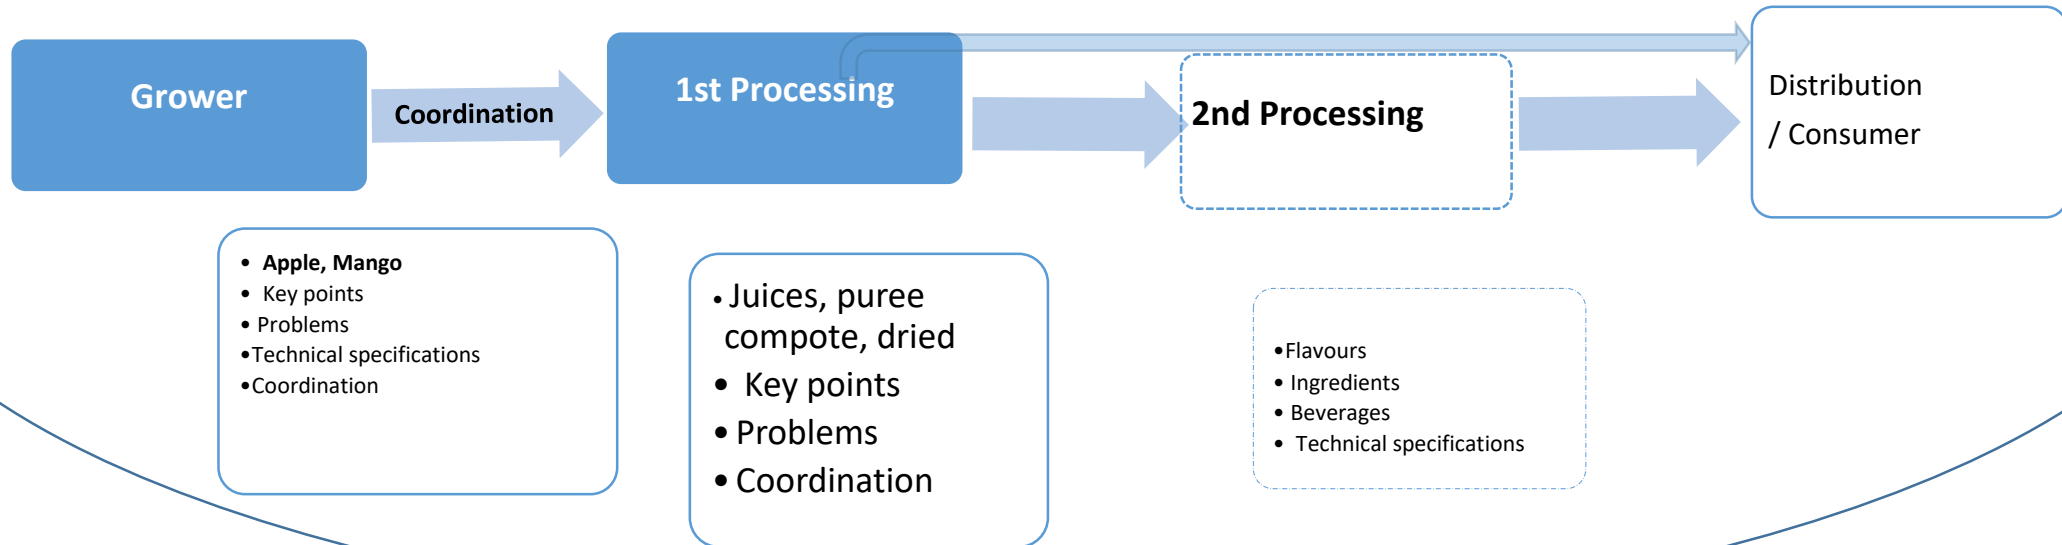 Grower
Coordination
1st Processing
2nd Processing
Distribution
/ Consumer
• Apple, Mango
• Key points
• Problems
•Technical specifications
•Coordination
• Juices, puree
compote, dried
• Key points
• Problems
• Coordination
•Flavours
• Ingredients
• Beverages
• Technical specifications